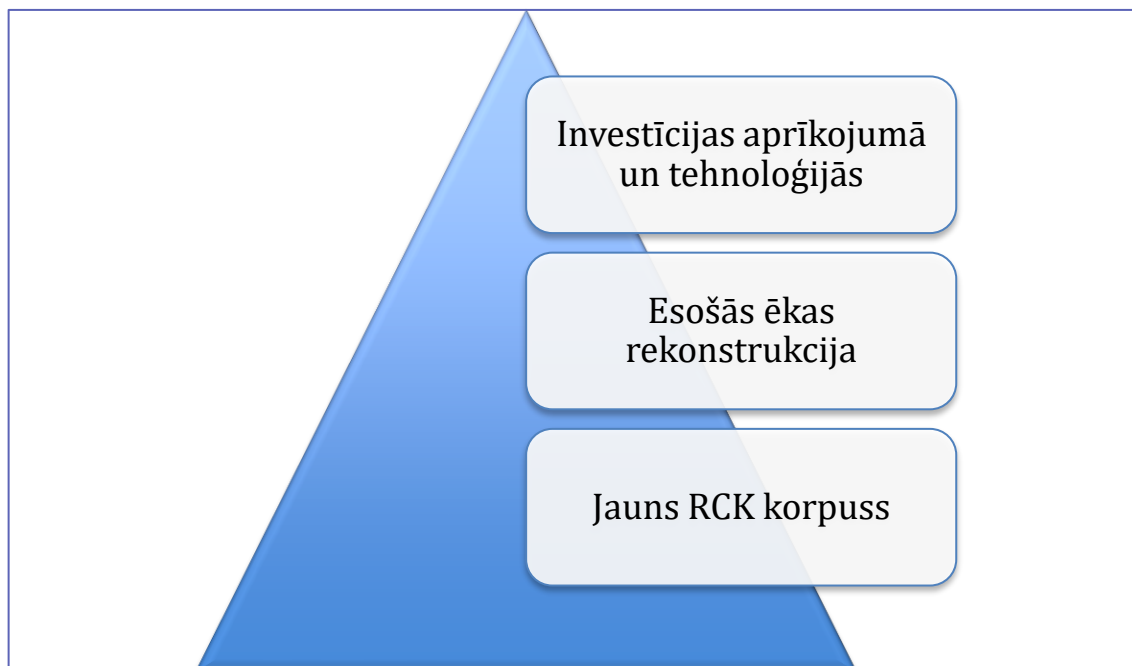 Investīcijas aprīkojumā
un tehnoloģijās
Esošās ēkas
rekonstrukcija
Jauns RCK korpuss